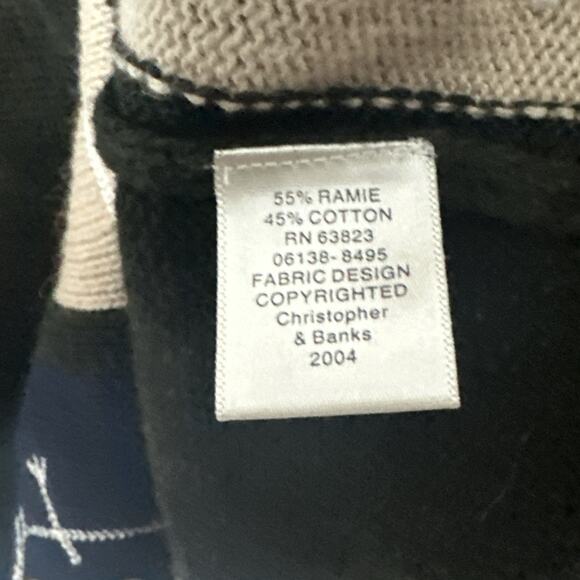 55% RAMIE
45% COTTON
RN 63823
06138-8495
FABRIC DESIGN
COPYRIGHTED
Christopher
& Banks
2004